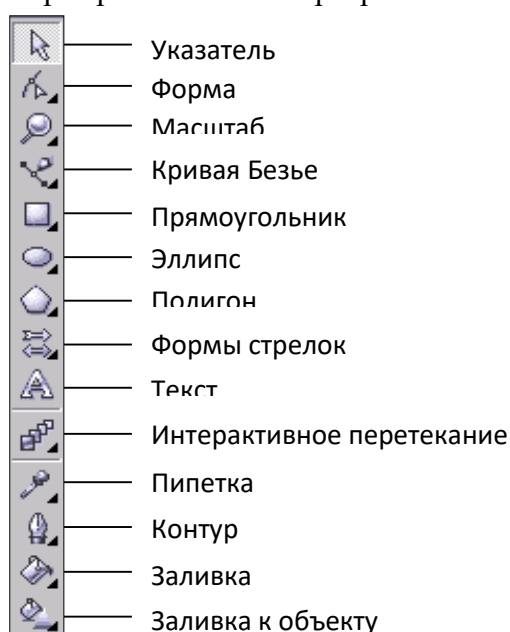 Указатель
Форма
Масштаб
Кривая Безье
Прямоугольник
Эллипс
Полигон
Формы стрелок
Текст
Интерактивное перетекание
Пипетка
Контур
Заливка
Заливка к объекту